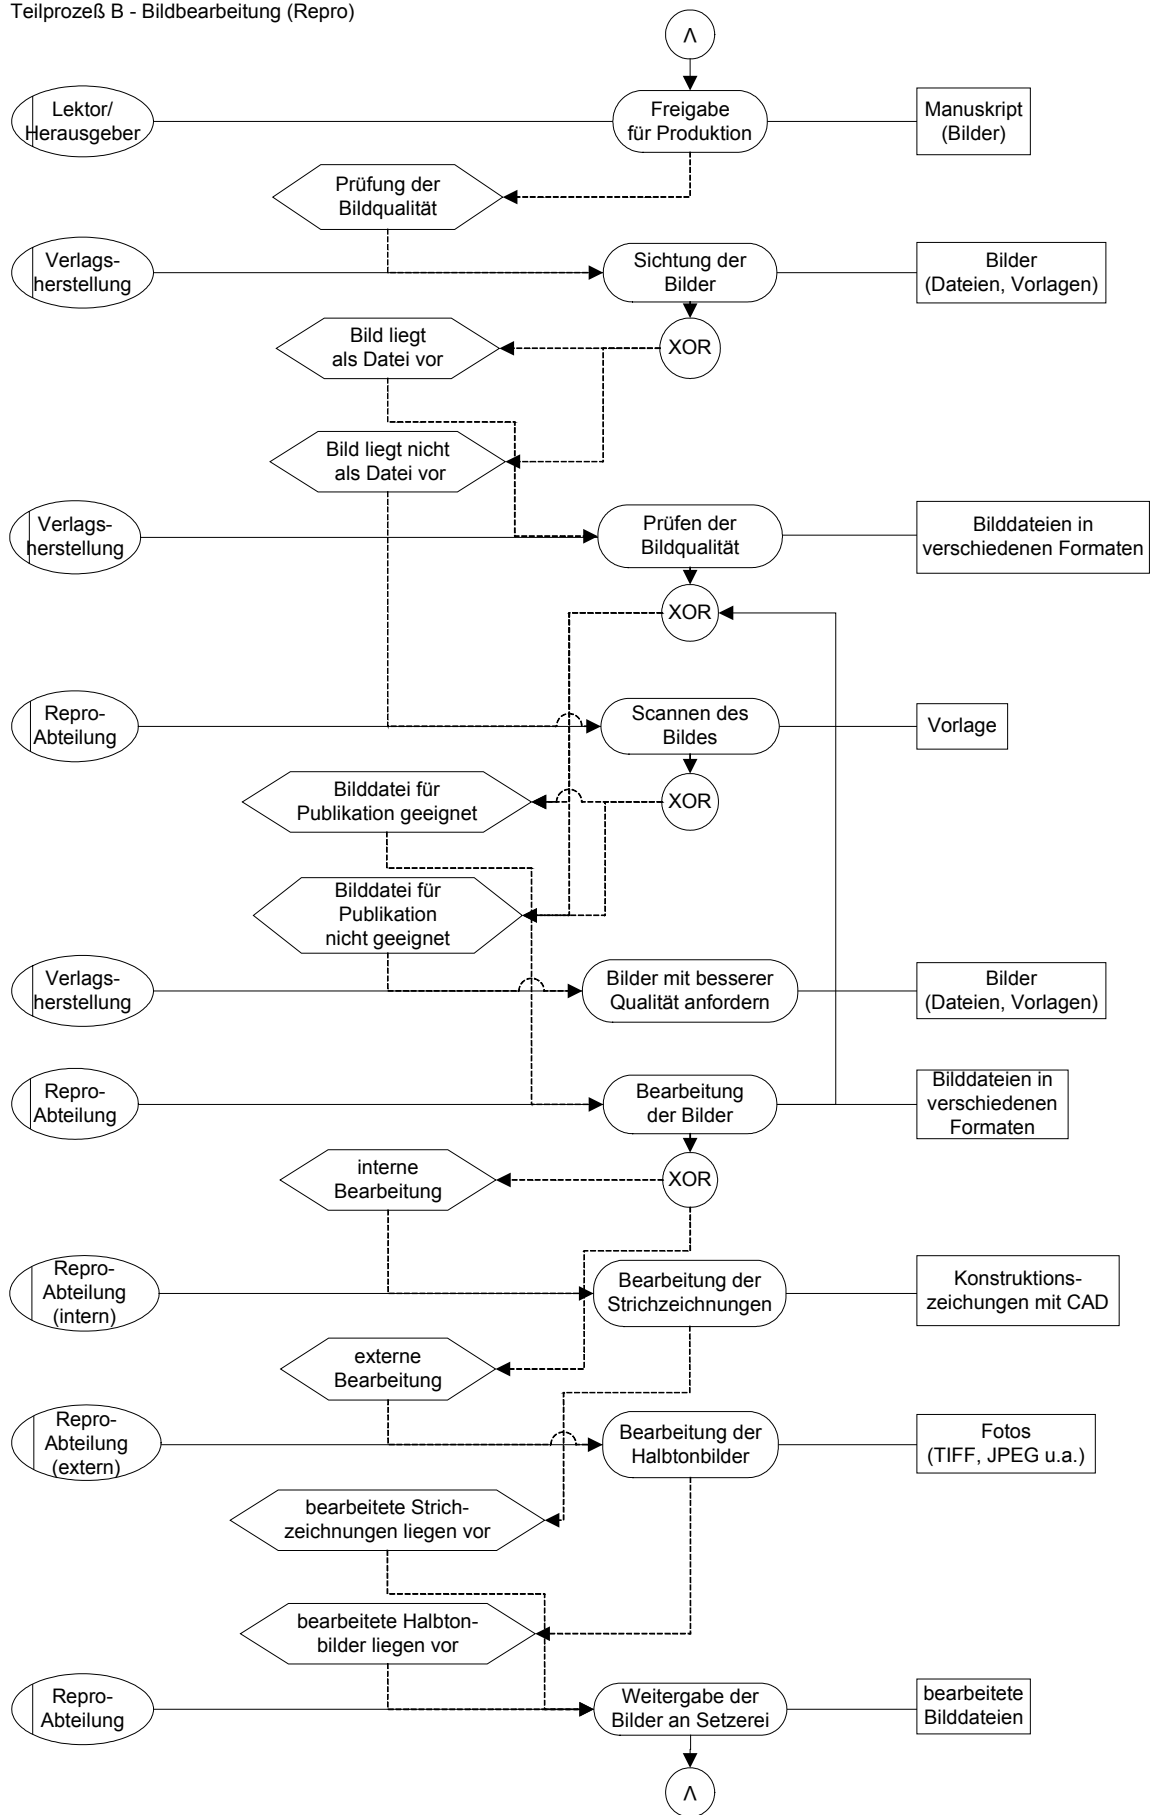 Teilprozeß B - Bildbearbeitung (Repro)
Λ
Lektor/
Herausgeber
Freigabe
für Produktion
Manuskript
(Bilder)
Prüfung der
Bildqualität
Verlags-
herstellung
Sichtung der
Bilder
Bilder
(Dateien, Vorlagen)
Bild liegt
als Datei vor
XOR
Bild liegt nicht
als Datei vor
Verlags-
herstellung
Prüfen der
Bildqualität
Bilddateien in
verschiedenen Formaten
XOR
Repro-
Abteilung
Scannen des
Bildes
Vorlage
Bilddatei für
Publikation geeignet
XOR
Bilddatei für
Publikation
nicht geeignet
Verlags-
herstellung
Bilder mit besserer
Qualität anfordern
Bilder
(Dateien, Vorlagen)
Repro-
Abteilung
Bearbeitung
der Bilder
Bilddateien in
verschiedenen
Formaten
interne
Bearbeitung
XOR
Repro-
Abteilung
(intern)
Bearbeitung der
Strichzeichnungen
Konstruktions-
zeichungen mit CAD
externe
Bearbeitung
Repro-
Abteilung
(extern)
Bearbeitung der
Halbtonbilder
Fotos
(TIFF, JPEG u.a.)
bearbeitete Strich-
zeichnungen liegen vor
bearbeitete Halbton-
bilder liegen vor
Repro-
Abteilung
Weitergabe der
Bilder an Setzerei
bearbeitete
Bilddateien
Λ